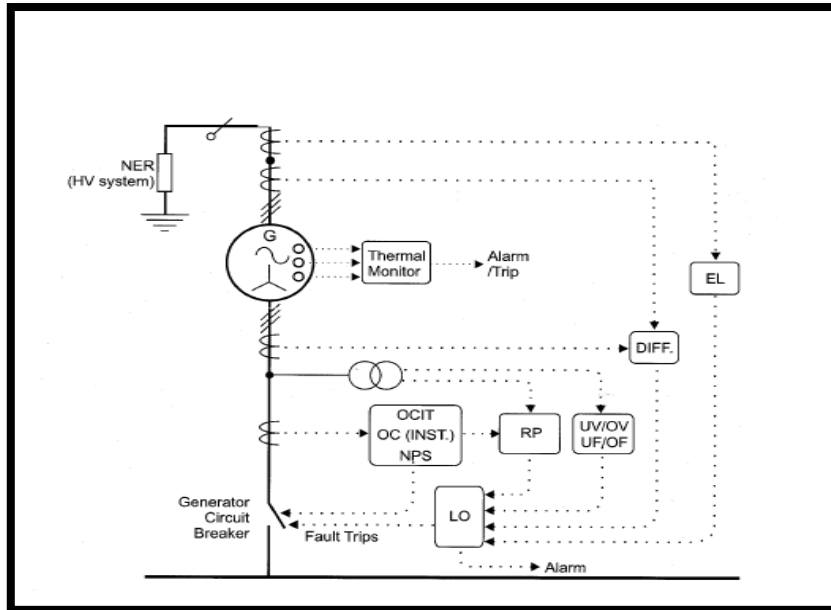 NER
(HV system)
G
Thermal
Monitor
Alarm
/Trip
EL
DIFF.
OCIT
OC (INST.)
NPS
RP
UV/OV
UF/OF
Generator
Circuit
Breaker
Fault Trips
LO
Alarm